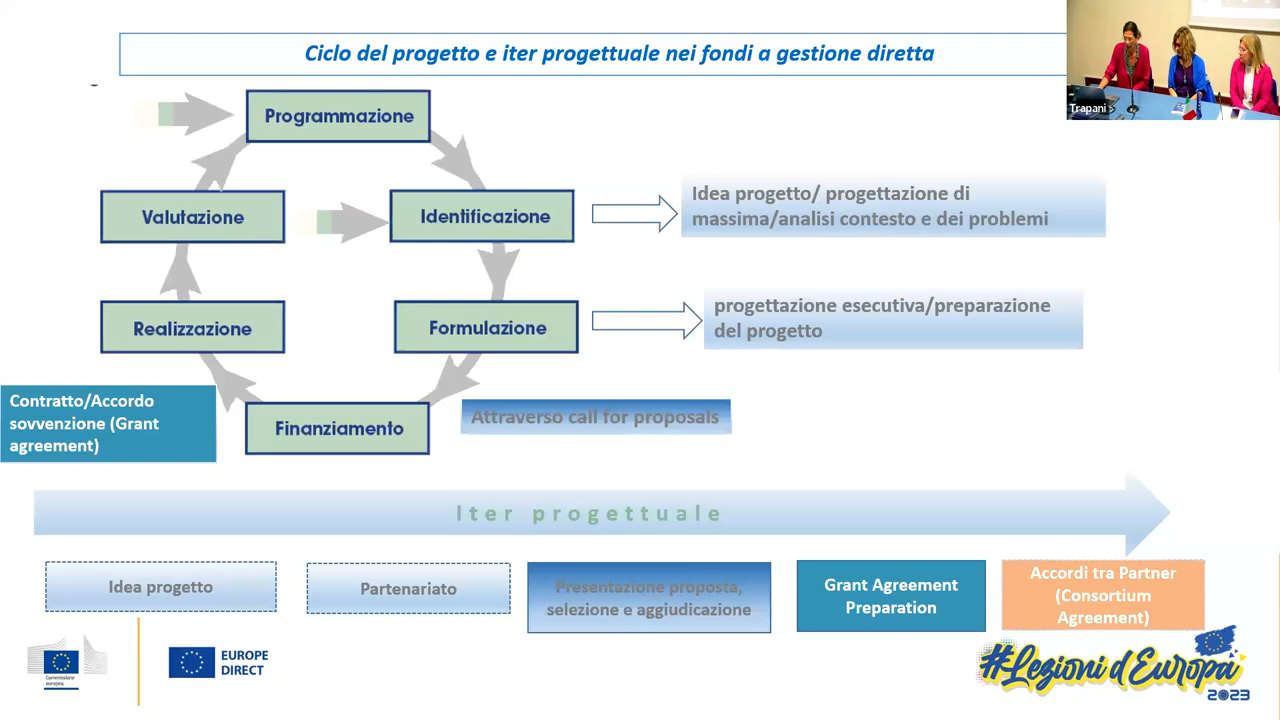 Ciclo del progetto e iter progettuale nei fondi a gestione diretta
Trapani
Programmazione
Valutazione
Identificazione
Idea progetto/ progettazione di
massima/analisi contesto e dei problemi
Realizzazione
Formulazione
progettazione esecutiva/preparazione
del progetto
Contratto/Accordo
sovvenzione (Grant
agreement)
Finanziamento
Attraverso call for proposals
Iter progettuale
Idea progetto
Partenariato
Presentazione proposta,
selezione e aggiudicazione
Grant Agreement
Preparation
Accordi tra Partner
(Consortium
Agreement)
Commissione
europea
EUROPE
DIRECT
#Lezioni d'Europa
2023